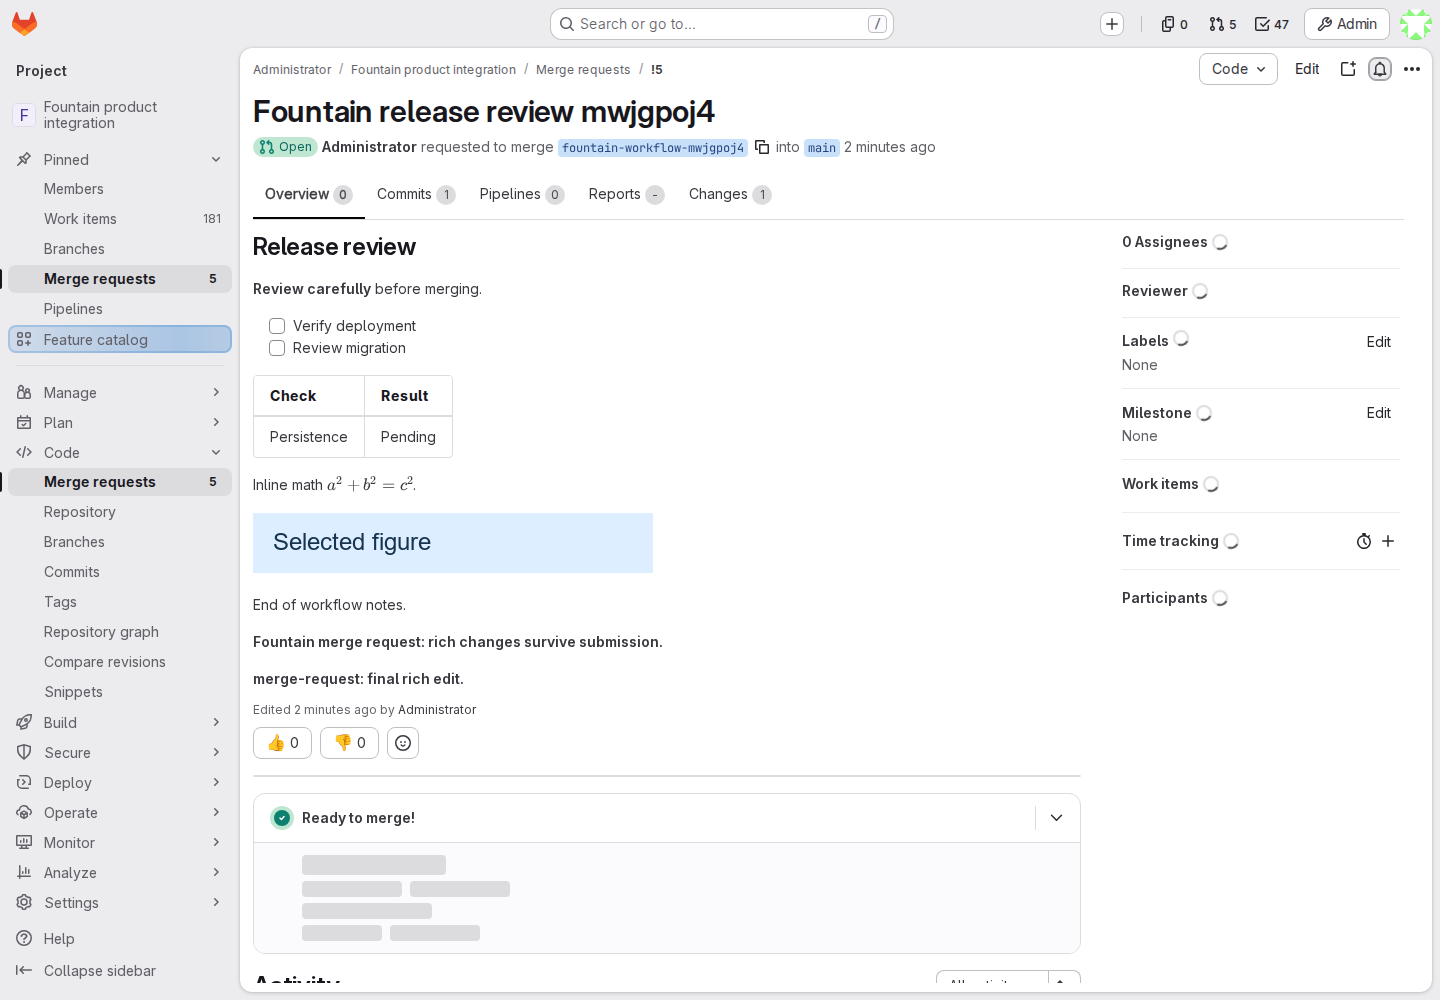 Search or go to...
/
0
5
47
Admin
Project
F
Fountain product integration
Pinned
Members
Work items 181
Branches
Merge requests 5
Pipelines
Feature catalog
Manage
Plan
Code
Merge requests 5
Repository
Branches
Commits
Tags
Repository graph
Compare revisions
Snippets
Build
Secure
Deploy
Operate
Monitor
Analyze
Settings
Help
Collapse sidebar
Administrator / Fountain product integration / Merge requests / !5
Code
Edit
Fountain release review mwjgpoj4
Open Administrator requested to merge fountain-workflow-mwjgpoj4 into main 2 minutes ago
Overview 0
Commits 1
Pipelines 0
Reports -
Changes 1
Release review
Review carefully before merging.
Verify deployment
Review migration
Check Result
Persistence Pending
Inline math a² + b² = c².
Selected figure
End of workflow notes.
Fountain merge request: rich changes survive submission.
merge-request: final rich edit.
Edited 2 minutes ago by Administrator
👍 0
👎 0
Ready to merge!
Activity
All activity
0 Assignees
Reviewer
Labels Edit
None
Milestone Edit
None
Work items
Time tracking
Participants